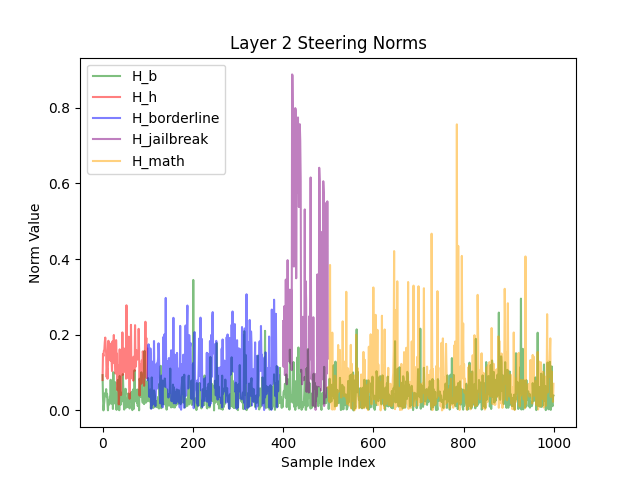 Layer 2 Steering Norms
H_b
H_h
H_borderline
H_jailbreak
H_math
Norm Value
0.8
0.6
0.4
0.2
0.0
0
200
400
600
800
1000
Sample Index